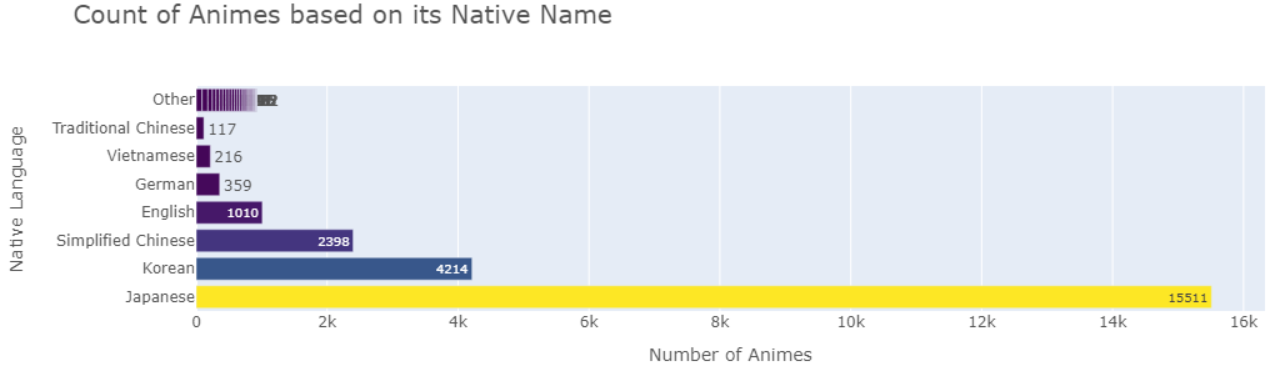 Count of Animes based on its Native Name
Native Language
Other
Traditional Chinese 117
Vietnamese 216
German 359
English 1010
Simplified Chinese 2398
Korean 4214
Japanese 15511
0 2k 4k 6k 8k 10k 12k 14k 16k
Number of Animes